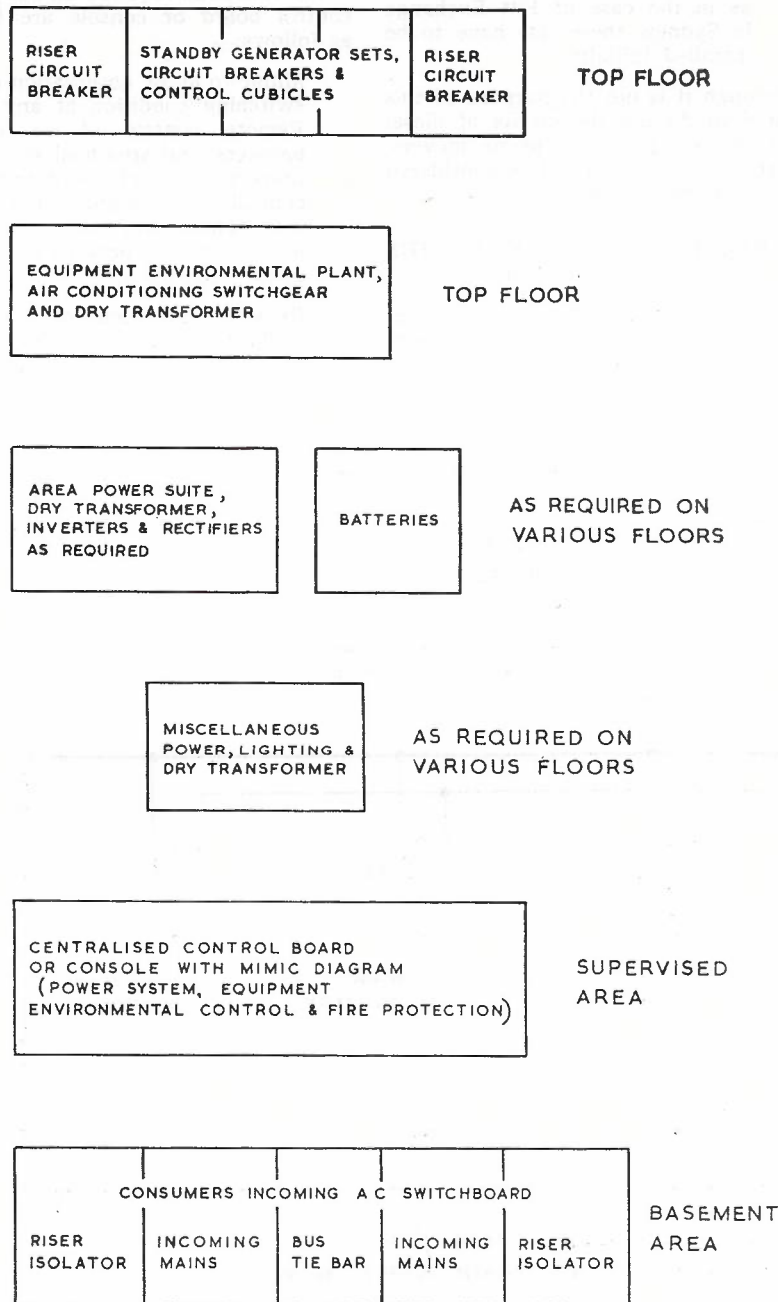 RISER
CIRCUIT
BREAKER
STANDBY GENERATOR SETS,
CIRCUIT BREAKERS &
CONTROL CUBICLES
RISER
CIRCUIT
BREAKER
TOP FLOOR
EQUIPMENT ENVIRONMENTAL PLANT,
AIR CONDITIONING SWITCHGEAR
AND DRY TRANSFORMER
TOP FLOOR
AREA POWER SUITE,
DRY TRANSFORMER,
INVERTERS & RECTIFIERS
AS REQUIRED
BATTERIES
AS REQUIRED ON
VARIOUS FLOORS
MISCELLANEOUS
POWER, LIGHTING &
DRY TRANSFORMER
AS REQUIRED ON
VARIOUS FLOORS
CENTRALISED CONTROL BOARD
OR CONSOLE WITH MIMIC DIAGRAM
(POWER SYSTEM, EQUIPMENT
ENVIRONMENTAL CONTROL & FIRE PROTECTION)
SUPERVISED
AREA
CONSUMERS INCOMING A C SWITCHBOARD
RISER
ISOLATOR
INCOMING
MAINS
BUS
TIE BAR
INCOMING
MAINS
RISER
ISOLATOR
BASEMENT
AREA